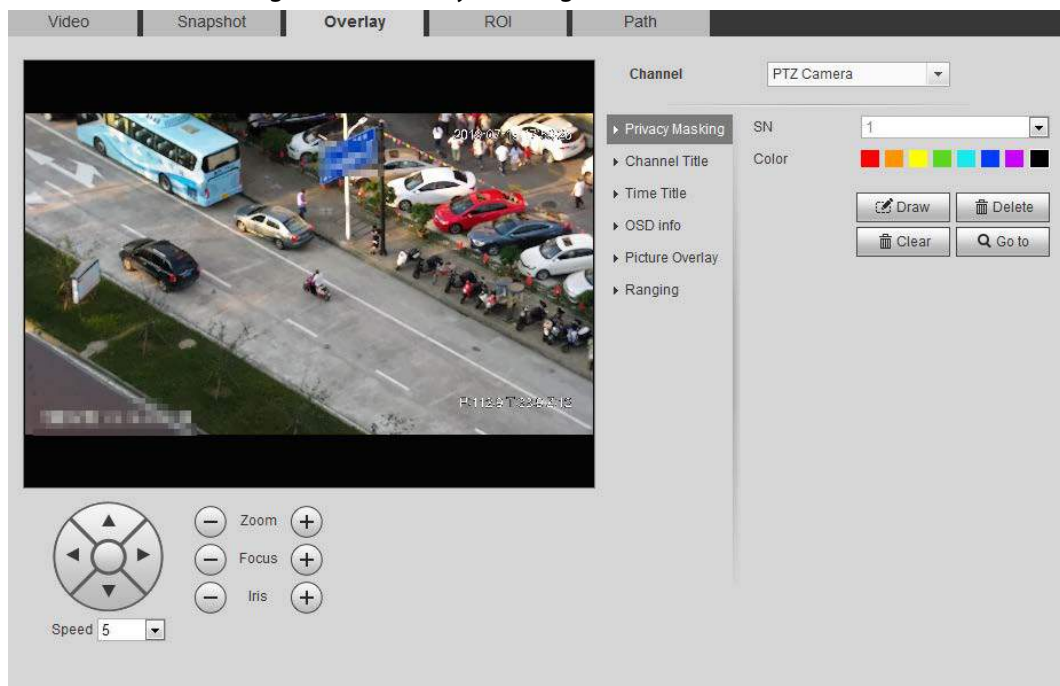 Video Snapshot Overlay ROI Path
Channel PTZ Camera
Privacy Masking SN 1
Channel Title Color
Time Title
Draw Delete
OSD info
Clear Go to
Picture Overlay
Ranging
Zoom
Focus
Iris
Speed 5